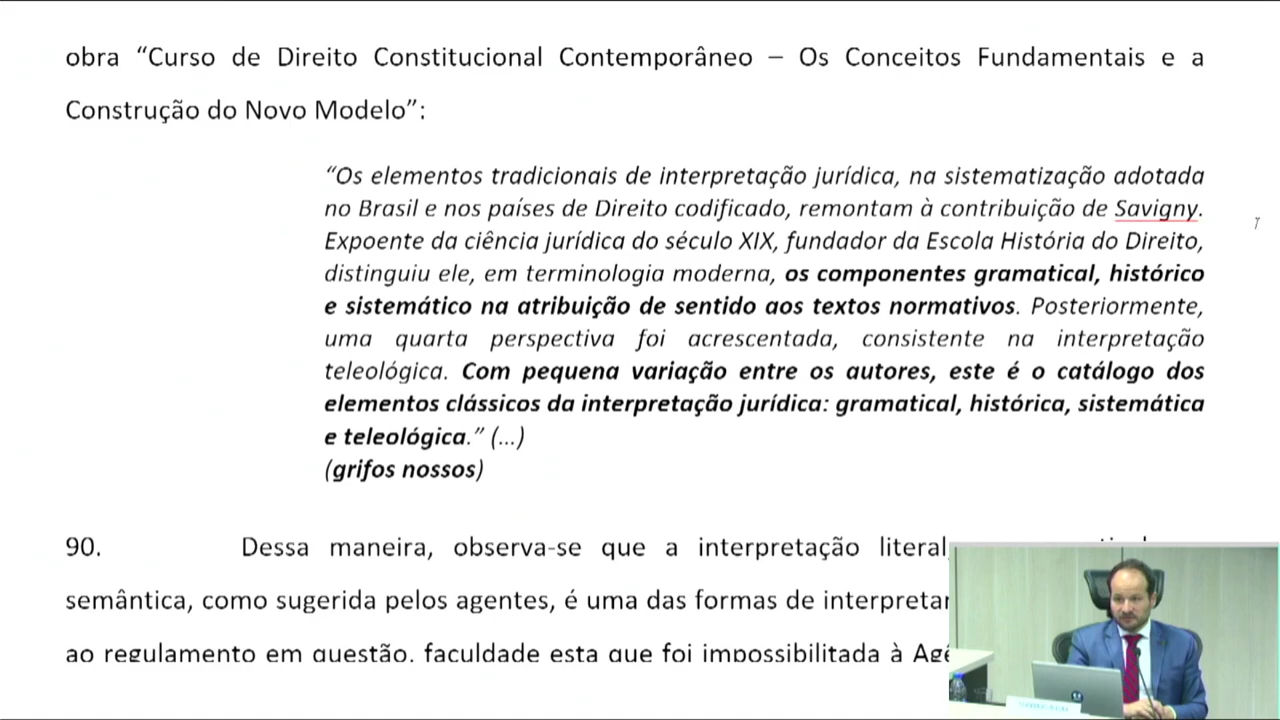 obra “Curso de Direito Constitucional Contemporâneo – Os Conceitos Fundamentais e a
Construção do Novo Modelo”:
“Os elementos tradicionais de interpretação jurídica, na sistematização adotada
no Brasil e nos países de Direito codificado, remontam à contribuição de Savigny.
Expoente da ciência jurídica do século XIX, fundador da Escola História do Direito,
distinguiu ele, em terminologia moderna, os componentes gramatical, histórico
e sistemático na atribuição de sentido aos textos normativos. Posteriormente,
uma quarta perspectiva foi acrescentada, consistente na interpretação
teleológica. Com pequena variação entre os autores, este é o catálogo dos
elementos clássicos da interpretação jurídica: gramatical, histórica, sistemática
e teleológica.” (...)
(grifos nossos)
90. Dessa maneira, observa-se que a interpretação literal,
semântica, como sugerida pelos agentes, é uma das formas de interpretar
ao regulamento em questão, faculdade esta que foi impossibilitada à